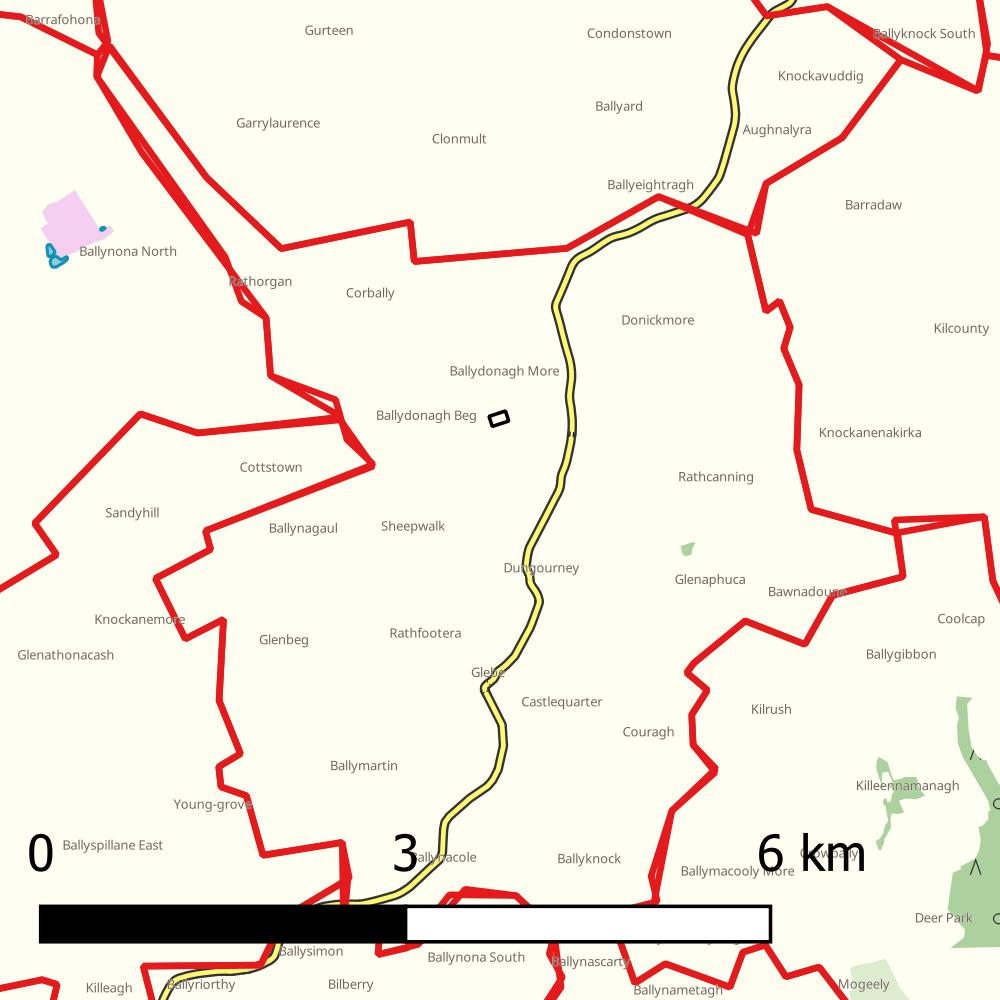 Barrafohona
Gurteen
Condonstown
Ballyknock South
Knockavuddig
Ballyard
Garrylaurence
Clonmult
Aughnalyra
Ballyeightragh
Barradaw
Ballynona North
Rathorgan
Corbally
Donickmore
Kilcounty
Ballydonagh More
Ballydonagh Beg
Knockanenakirka
Cottstown
Rathcanning
Sandyhill
Ballynagaul
Sheepwalk
Dungourney
Glenaphuca
Bawnadoune
Knockanemore
Coolcap
Glenbeg
Rathfootera
Glenathonacash
Ballygibbon
Glebe
Castlequarter
Kilrush
Couragh
Ballymartin
Killeennamanagh
Young-grove
Ballyspillane East
0
3
6 km
Ballynacole
Ballyknock
Ballymacooly More
Deer Park
Ballysimon
Ballynona South
Ballynascarty
Killeagh
Ballyriorthy
Bilberry
Ballynametagh
Mogeely